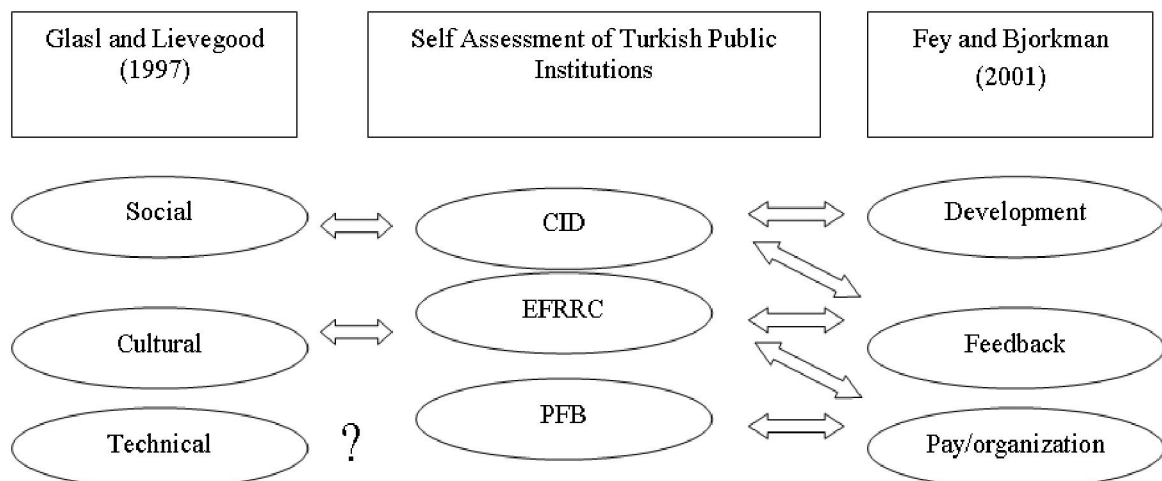 Glasl and Lievegood
(1997)
Self Assessment of Turkish Public
Institutions
Fey and Bjorkman
(2001)
Social
CID
Development
EFRRC
Cultural
Feedback
PFB
Technical
?
Pay/organization